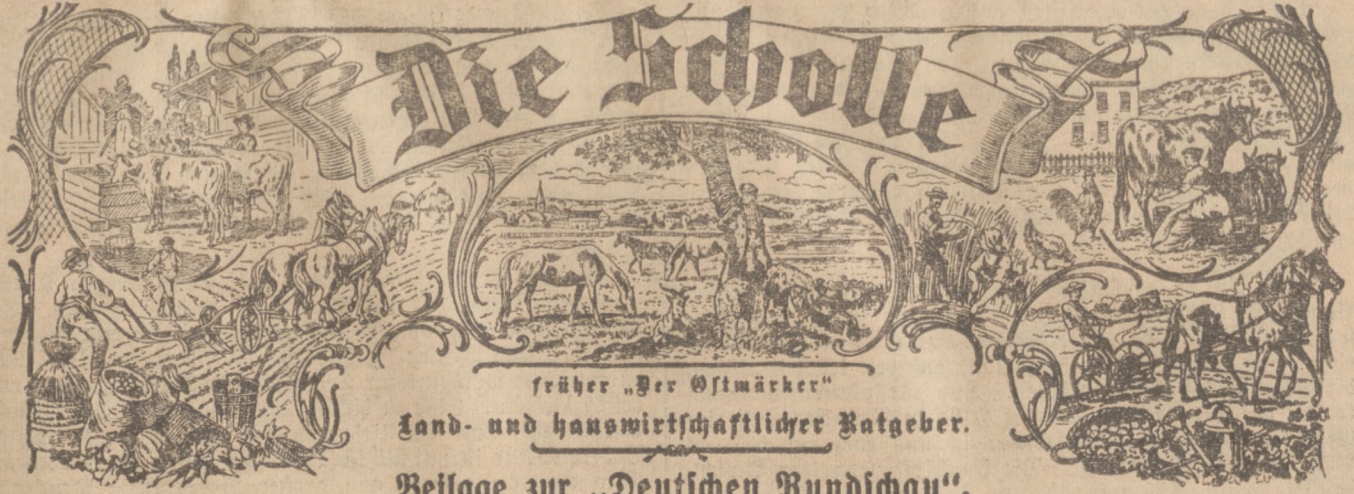 Die Scholle
früher „Der Ostmärker“
Land- und hauswirtschaftlicher Ratgeber.
Beilage zur „Deutschen Rundschau“.